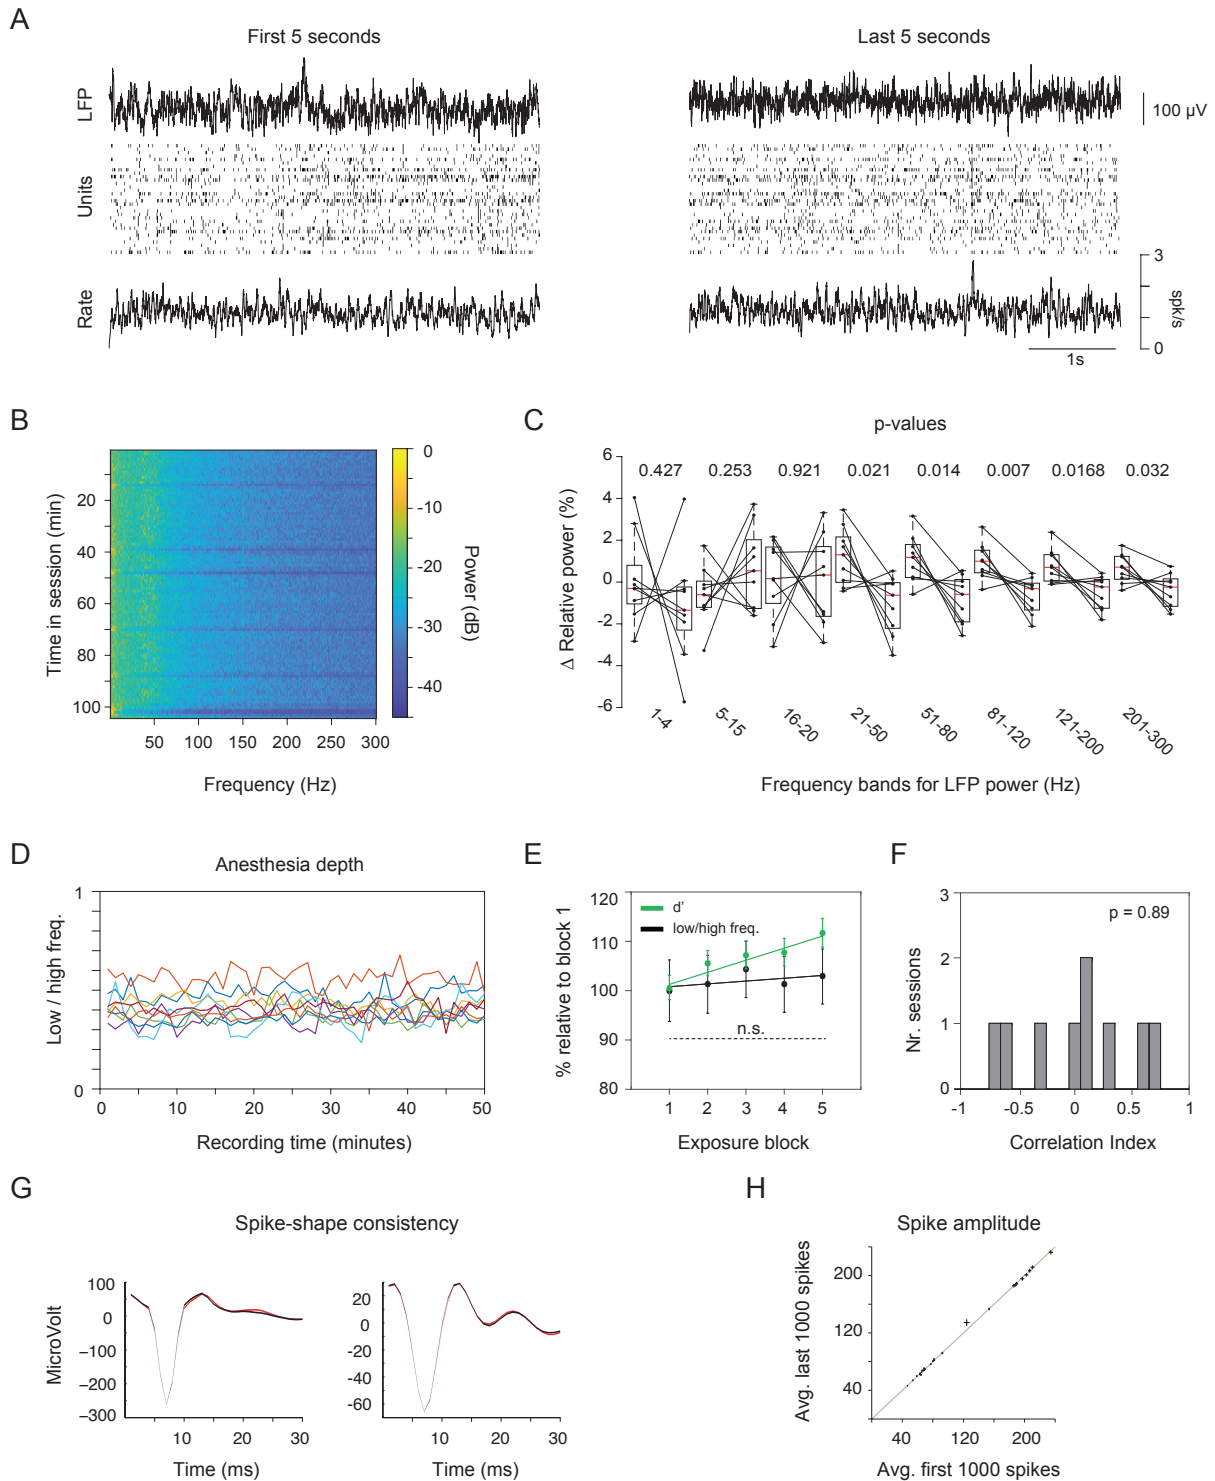 A
First 5 seconds
Last 5 seconds
LFP
100 µV
Units
Rate
3
0
spk/s
1s
B
Time in session (min)
20
40
60
80
100
50
100
150
200
250
300
Frequency (Hz)
0
-10
-20
-30
-40
Power (dB)
C
p-values
0.427
0.253
0.921
0.021
0.014
0.007
0.0168
0.032
Δ Relative power (%)
6
4
2
0
-2
-4
-6
1-4
5-15
16-20
21-50
51-80
81-120
121-200
201-300
Frequency bands for LFP power (Hz)
D
Anesthesia depth
Low / high freq.
1
0
0
10
20
30
40
50
Recording time (minutes)
E
% relative to block 1
120
110
100
90
80
d'
low/high freq.
n.s.
1
2
3
4
5
Exposure block
F
Nr. sessions
3
2
1
0
p = 0.89
-1
-0.5
0
0.5
1
Correlation Index
G
Spike-shape consistency
MicroVolt
100
0
−100
−200
−300
10
20
30
Time (ms)
20
0
−20
−40
−60
10
20
30
Time (ms)
H
Spike amplitude
Avg. last 1000 spikes
200
120
40
40
120
200
Avg. first 1000 spikes